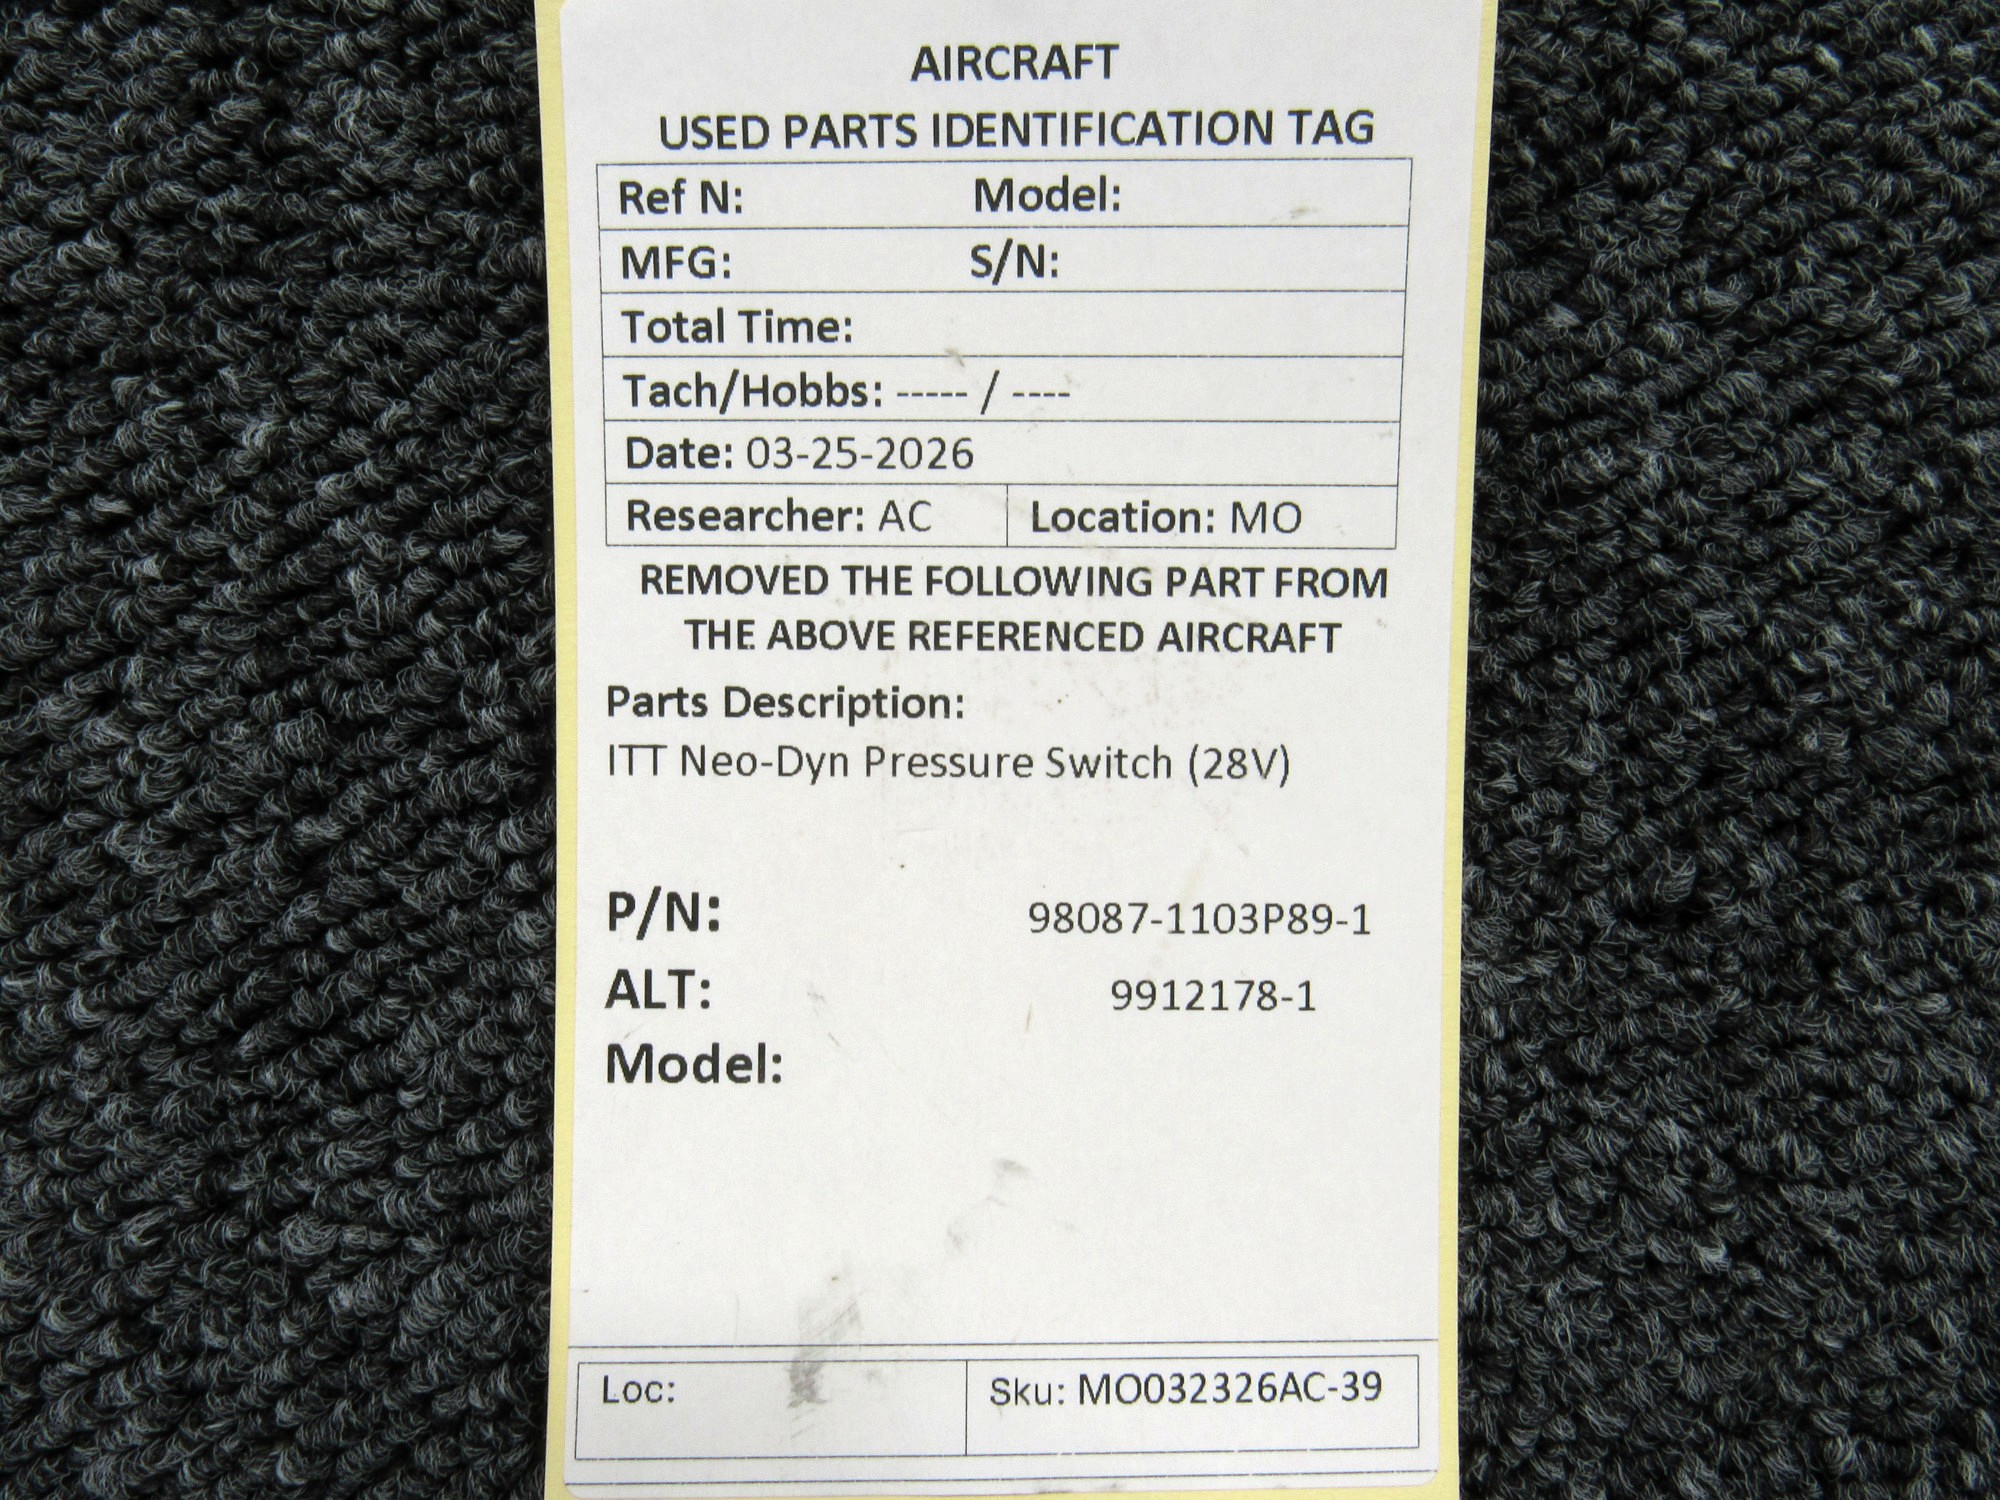 AIRCRAFT
USED PARTS IDENTIFICATION TAG
Ref N: Model:
MFG: S/N:
Total Time:
Tach/Hobbs: ----- / ----
Date: 03-25-2026
Researcher: AC Location: MO
REMOVED THE FOLLOWING PART FROM
THE ABOVE REFERENCED AIRCRAFT
Parts Description:
ITT Neo-Dyn Pressure Switch (28V)
P/N: 98087-1103P89-1
ALT: 9912178-1
Model:
Loc: Sku: MO032326AC-39